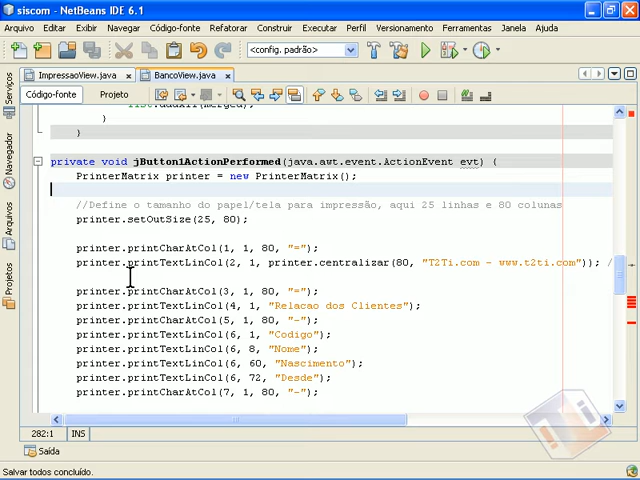 siscom - NetBeans IDE 6.1
Arquivo Editar Exibir Navegar Código-fonte Refatorar Construir Executar Perfil Versionamento Ferramentas Janela Ajuda
<config. padrão>
ImpressaoView.java BancoView.java
Código-fonte Projeto
}
)
private void jButton1ActionPerformed(java.awt.event.ActionEvent evt) {
PrinterMatrix printer = new PrinterMatrix();
//Define o tamanho do papel/tela para impressão, aqui 25 linhas e 80 colunas
printer.setOutSize(25, 80);
printer.printCharAtCol(1, 1, 80, "=");
printer.printTextLinCol(2, 1, printer.centralizar(80, "T2Ti.com - www.t2ti.com")); /
printer.printCharAtCol(3, 1, 80, "=");
printer.printTextLinCol(4, 1, "Relacao dos Clientes");
printer.printCharAtCol(5, 1, 80, "-");
printer.printTextLinCol(6, 1, "Codigo");
printer.printTextLinCol(6, 8, "Nome");
printer.printTextLinCol(6, 60, "Nascimento");
printer.printTextLinCol(6, 72, "Desde");
printer.printCharAtCol(7, 1, 80, "-");
282:1 INS
Saída
Salvar todos concluído.
Serviços
Navegador
Arquivos
Projetos